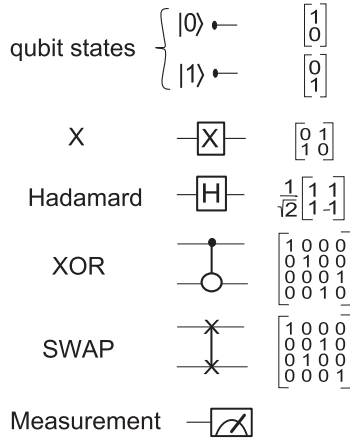 qubit states |0⟩ [1
0]
|1⟩ [0
1]
X X [0 1
1 0]
Hadamard H 1/√2 [1 1
1 -1]
XOR [1 0 0 0
0 1 0 0
0 0 0 1
0 0 1 0]
SWAP [1 0 0 0
0 0 1 0
0 1 0 0
0 0 0 1]
Measurement